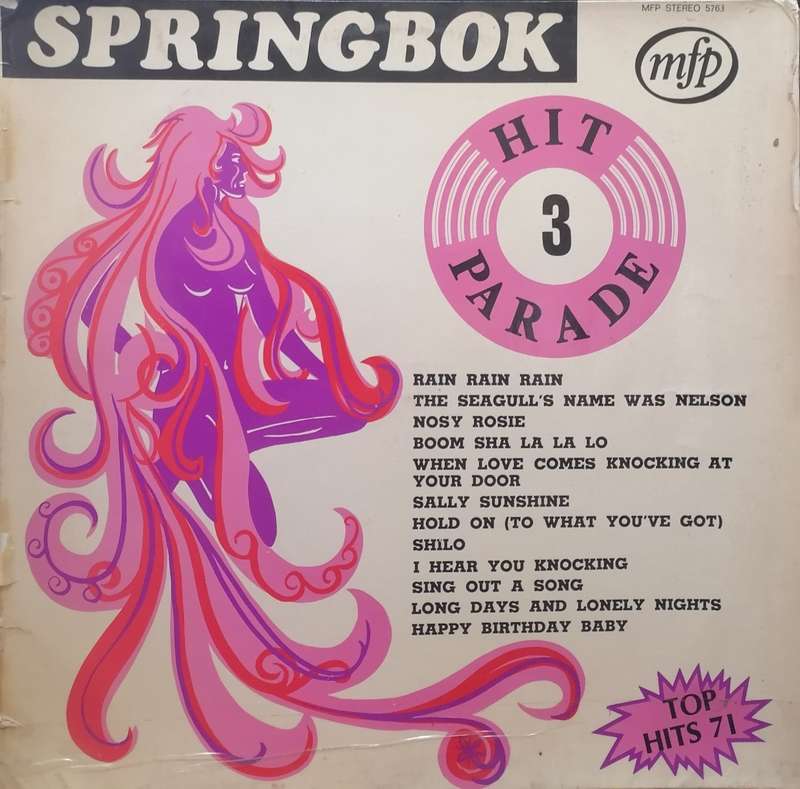 MFP STEREO 5763
SPRINGBOK
mfp
HIT
3
PARADE
RAIN RAIN RAIN
THE SEAGULL'S NAME WAS NELSON
NOSY ROSIE
BOOM SHA LA LA LO
WHEN LOVE COMES KNOCKING AT
YOUR DOOR
SALLY SUNSHINE
HOLD ON (TO WHAT YOU'VE GOT)
SHILO
I HEAR YOU KNOCKING
SING OUT A SONG
LONG DAYS AND LONELY NIGHTS
HAPPY BIRTHDAY BABY
TOP
HITS 71